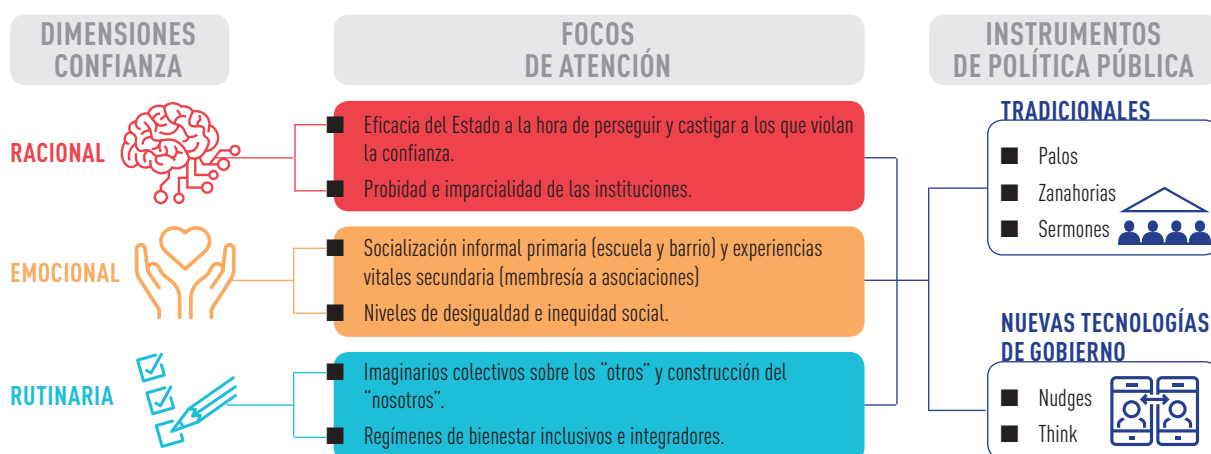 DIMENSIONES
CONFIANZA
FOCOS
DE ATENCIÓN
INSTRUMENTOS
DE POLÍTICA PÚBLICA
RACIONAL
Eficacia del Estado a la hora de perseguir y castigar a los que violan
la confianza.
Probidad e imparcialidad de las instituciones.
EMOCIONAL
Socialización informal primaria (escuela y barrio) y experiencias
vitales secundaria (membresía a asociaciones)
Niveles de desigualdad e inequidad social.
RUTINARIA
Imaginarios colectivos sobre los "otros" y construcción del
"nosotros".
Regímenes de bienestar inclusivos e integradores.
TRADICIONALES
Palos
Zanahorias
Sermones
NUEVAS TECNOLOGÍAS
DE GOBIERNO
Nudges
Think